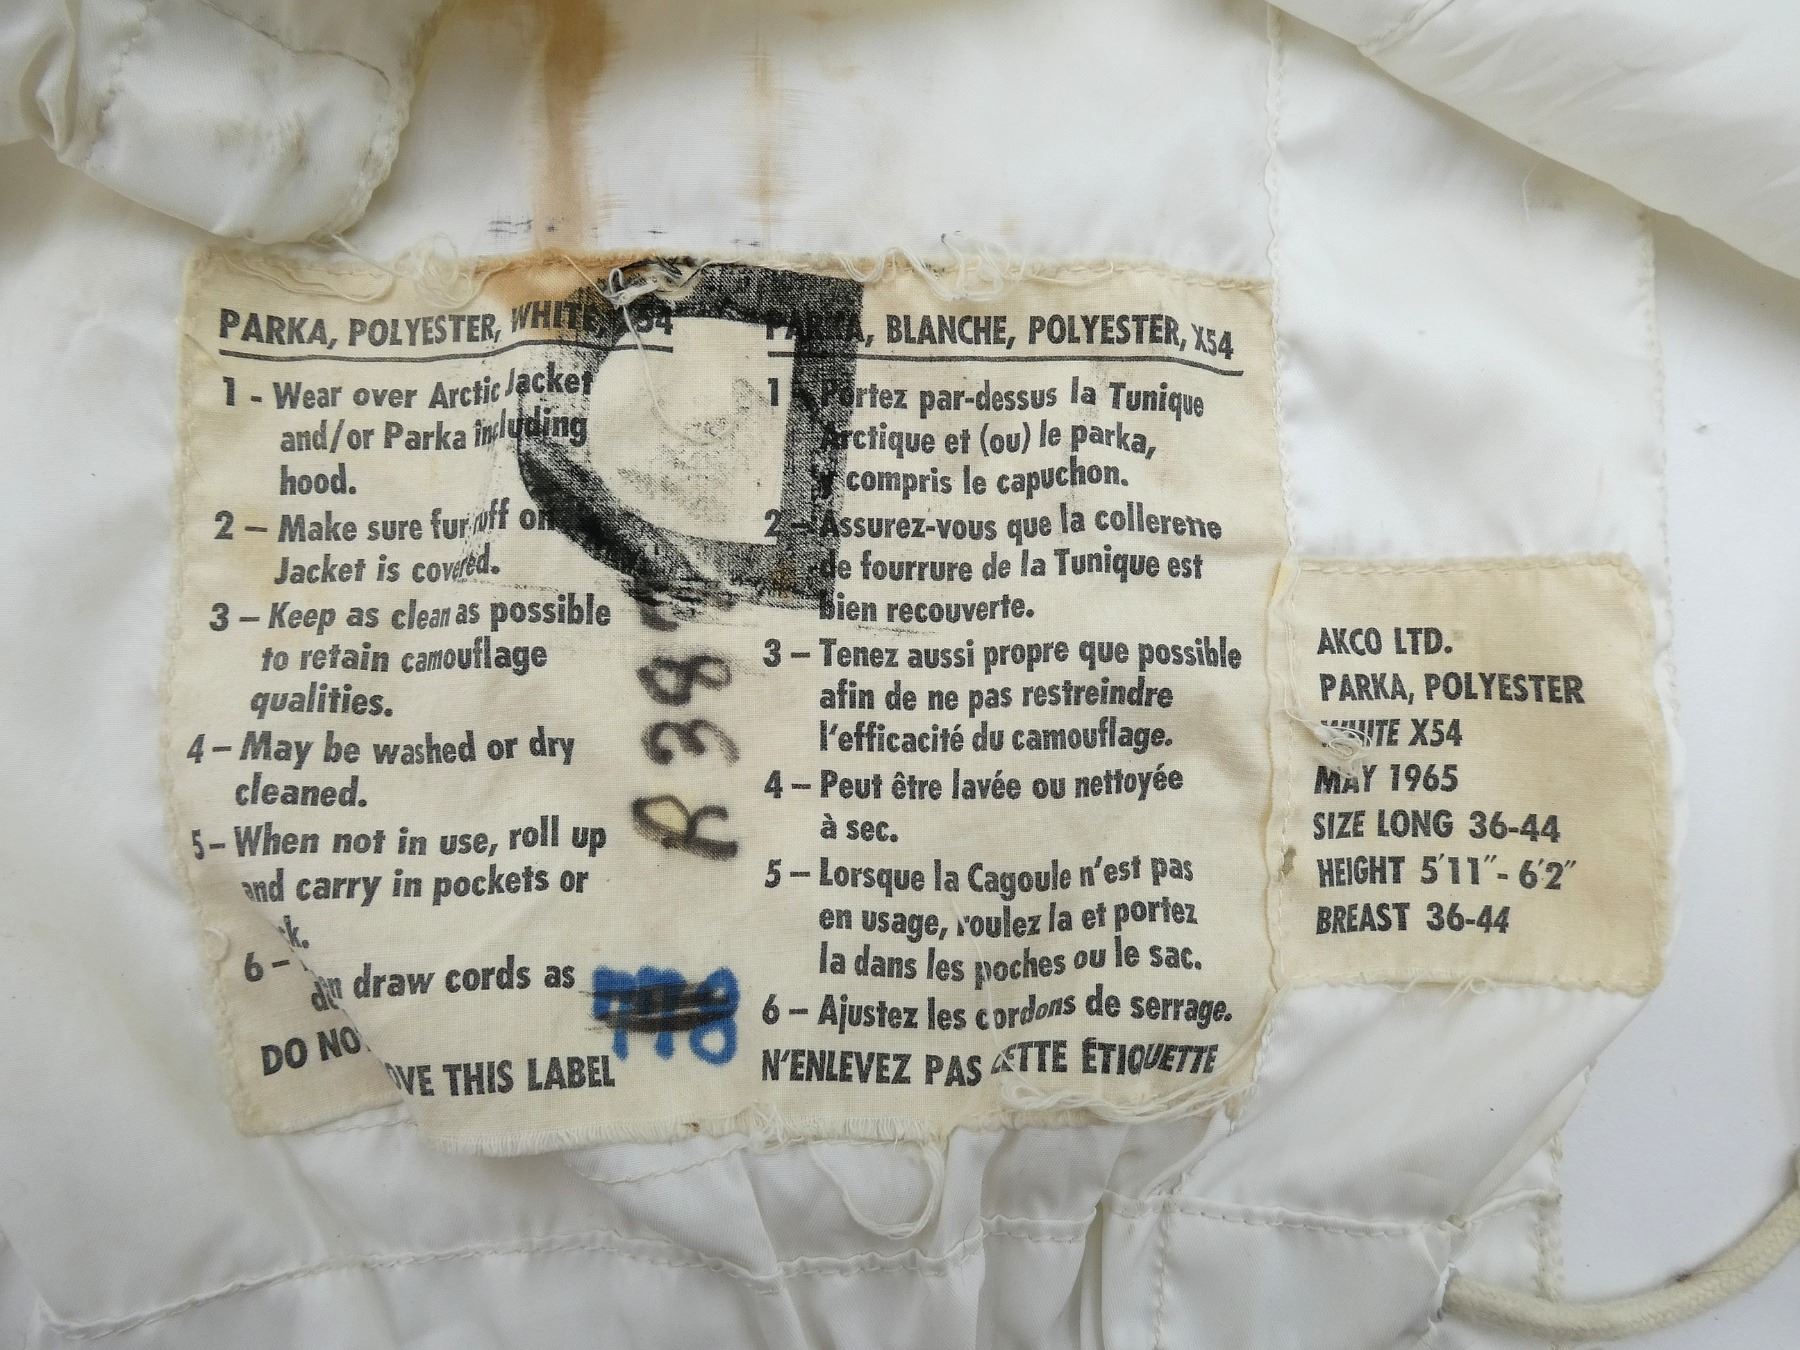 PARKA, POLYESTER, WHITE, X54
1 - Wear over Arctic Jacket
and/or Parka including
hood.
2 – Make sure fur ruff on
Jacket is covered.
3 – Keep as clean as possible
to retain camouflage
qualities.
4 – May be washed or dry
cleaned.
5 – When not in use, roll up
and carry in pockets or
6 –
draw cords as
DO NOT
THIS LABEL
R 38
778
PARKA, BLANCHE, POLYESTER, X54
1 Portez par-dessus la Tunique
Arctique et (ou) le parka,
y compris le capuchon.
2 – Assurez-vous que la collerette
de fourrure de la Tunique est
bien recouverte.
3 – Tenez aussi propre que possible
afin de ne pas restreindre
l'efficacité du camouflage.
4 – Peut être lavée ou nettoyée
à sec.
5 – Lorsque la Cagoule n'est pas
en usage, roulez la et portez
la dans les poches ou le sac.
6 – Ajustez les cordons de serrage.
N'ENLEVEZ PAS CETTE ÉTIQUETTE
AKCO LTD.
PARKA, POLYESTER
WHITE X54
MAY 1965
SIZE LONG 36-44
HEIGHT 5'11" - 6'2"
BREAST 36-44